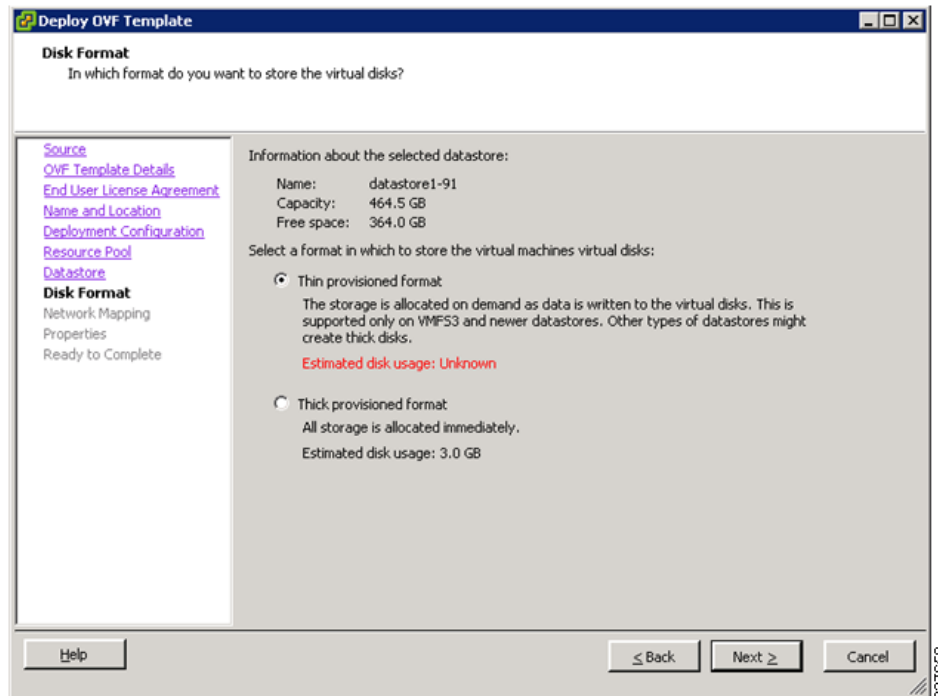 Deploy OVF Template
Disk Format
In which format do you want to store the virtual disks?
Source
OVF Template Details
End User License Agreement
Name and Location
Deployment Configuration
Resource Pool
Datastore
Disk Format
Network Mapping
Properties
Ready to Complete
Information about the selected datastore:
Name: datastore1-91
Capacity: 464.5 GB
Free space: 364.0 GB
Select a format in which to store the virtual machines virtual disks:
Thin provisioned format
The storage is allocated on demand as data is written to the virtual disks. This is
supported only on VMFS3 and newer datastores. Other types of datastores might
create thick disks.
Estimated disk usage: Unknown
Thick provisioned format
All storage is allocated immediately.
Estimated disk usage: 3.0 GB
Help
≤ Back
Next ≥
Cancel